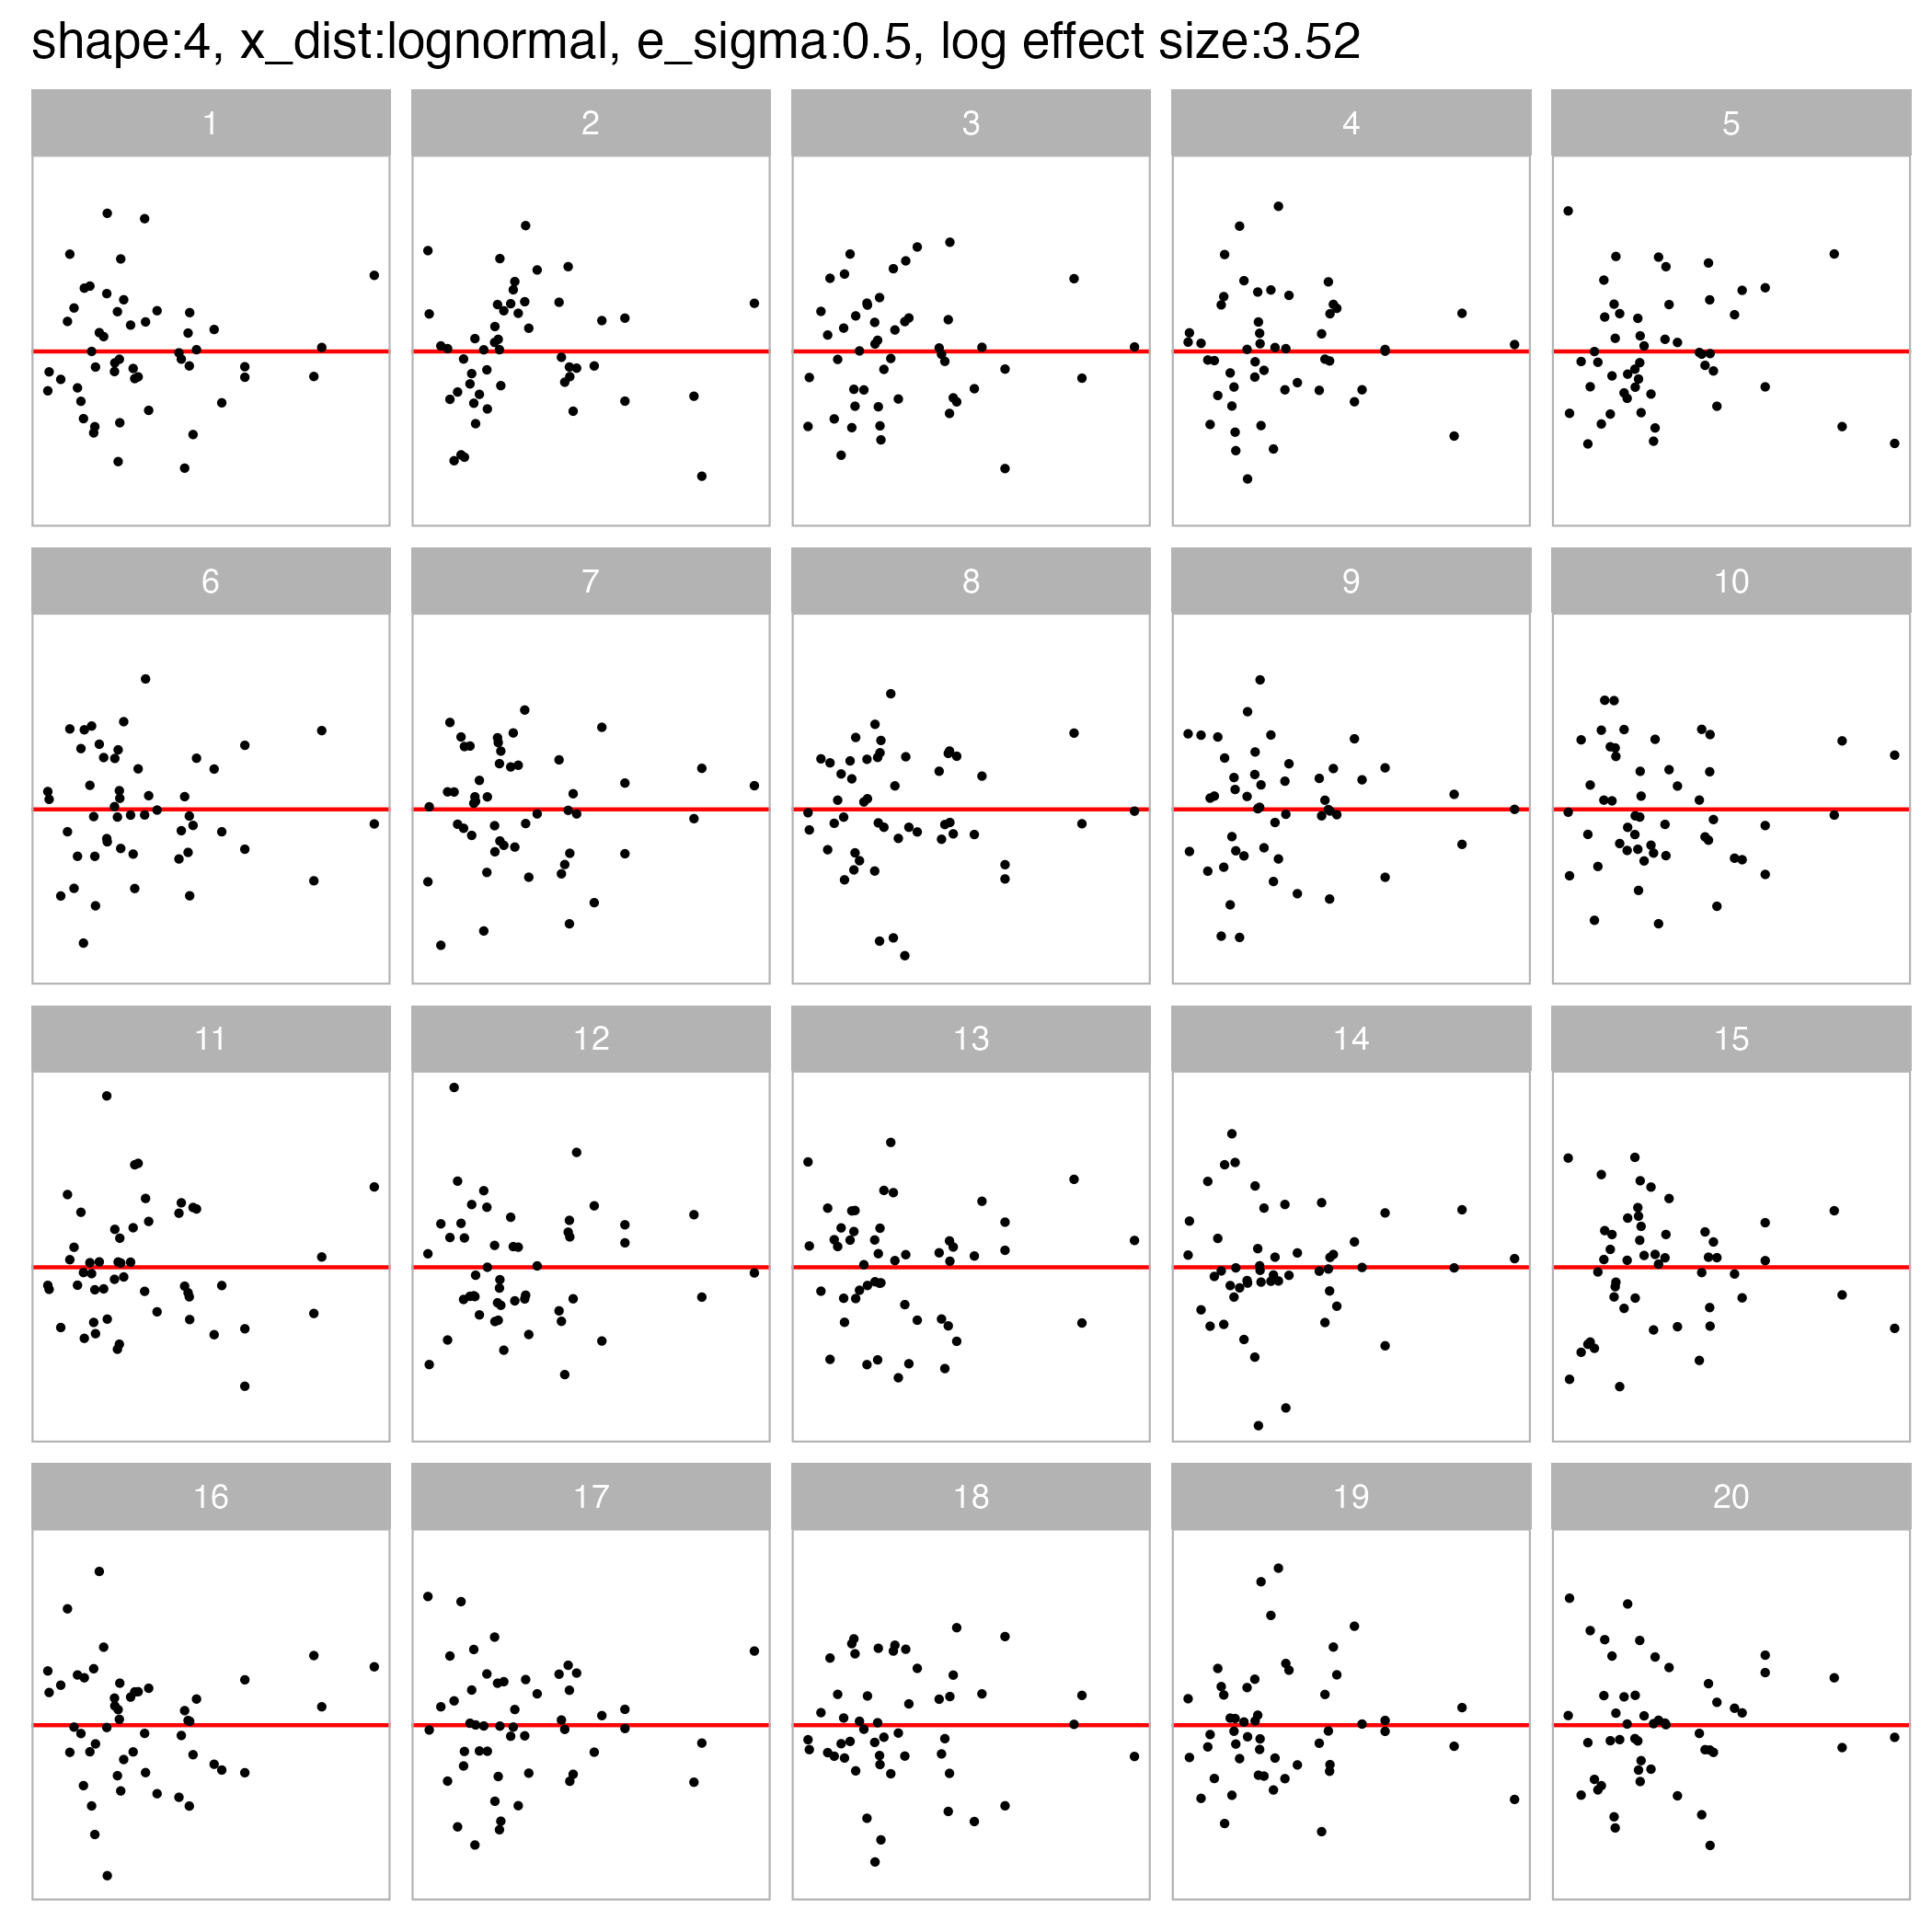 shape:4, x_dist:lognormal, e_sigma:0.5, log effect size:3.52
1 2 3 4 5
6 7 8 9 10
11 12 13 14 15
16 17 18 19 20